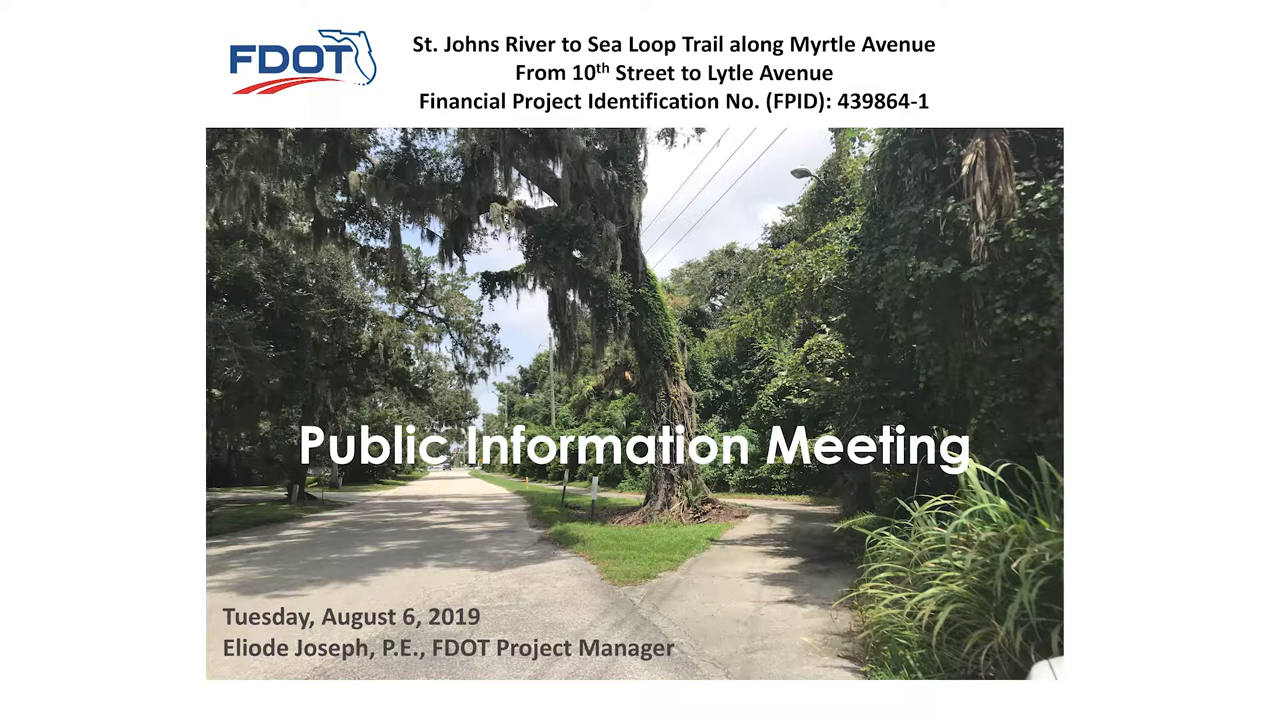 FDOT
St. Johns River to Sea Loop Trail along Myrtle Avenue
From 10th Street to Lytle Avenue
Financial Project Identification No. (FPID): 439864-1
Public Information Meeting
Tuesday, August 6, 2019
Eliode Joseph, P.E., FDOT Project Manager